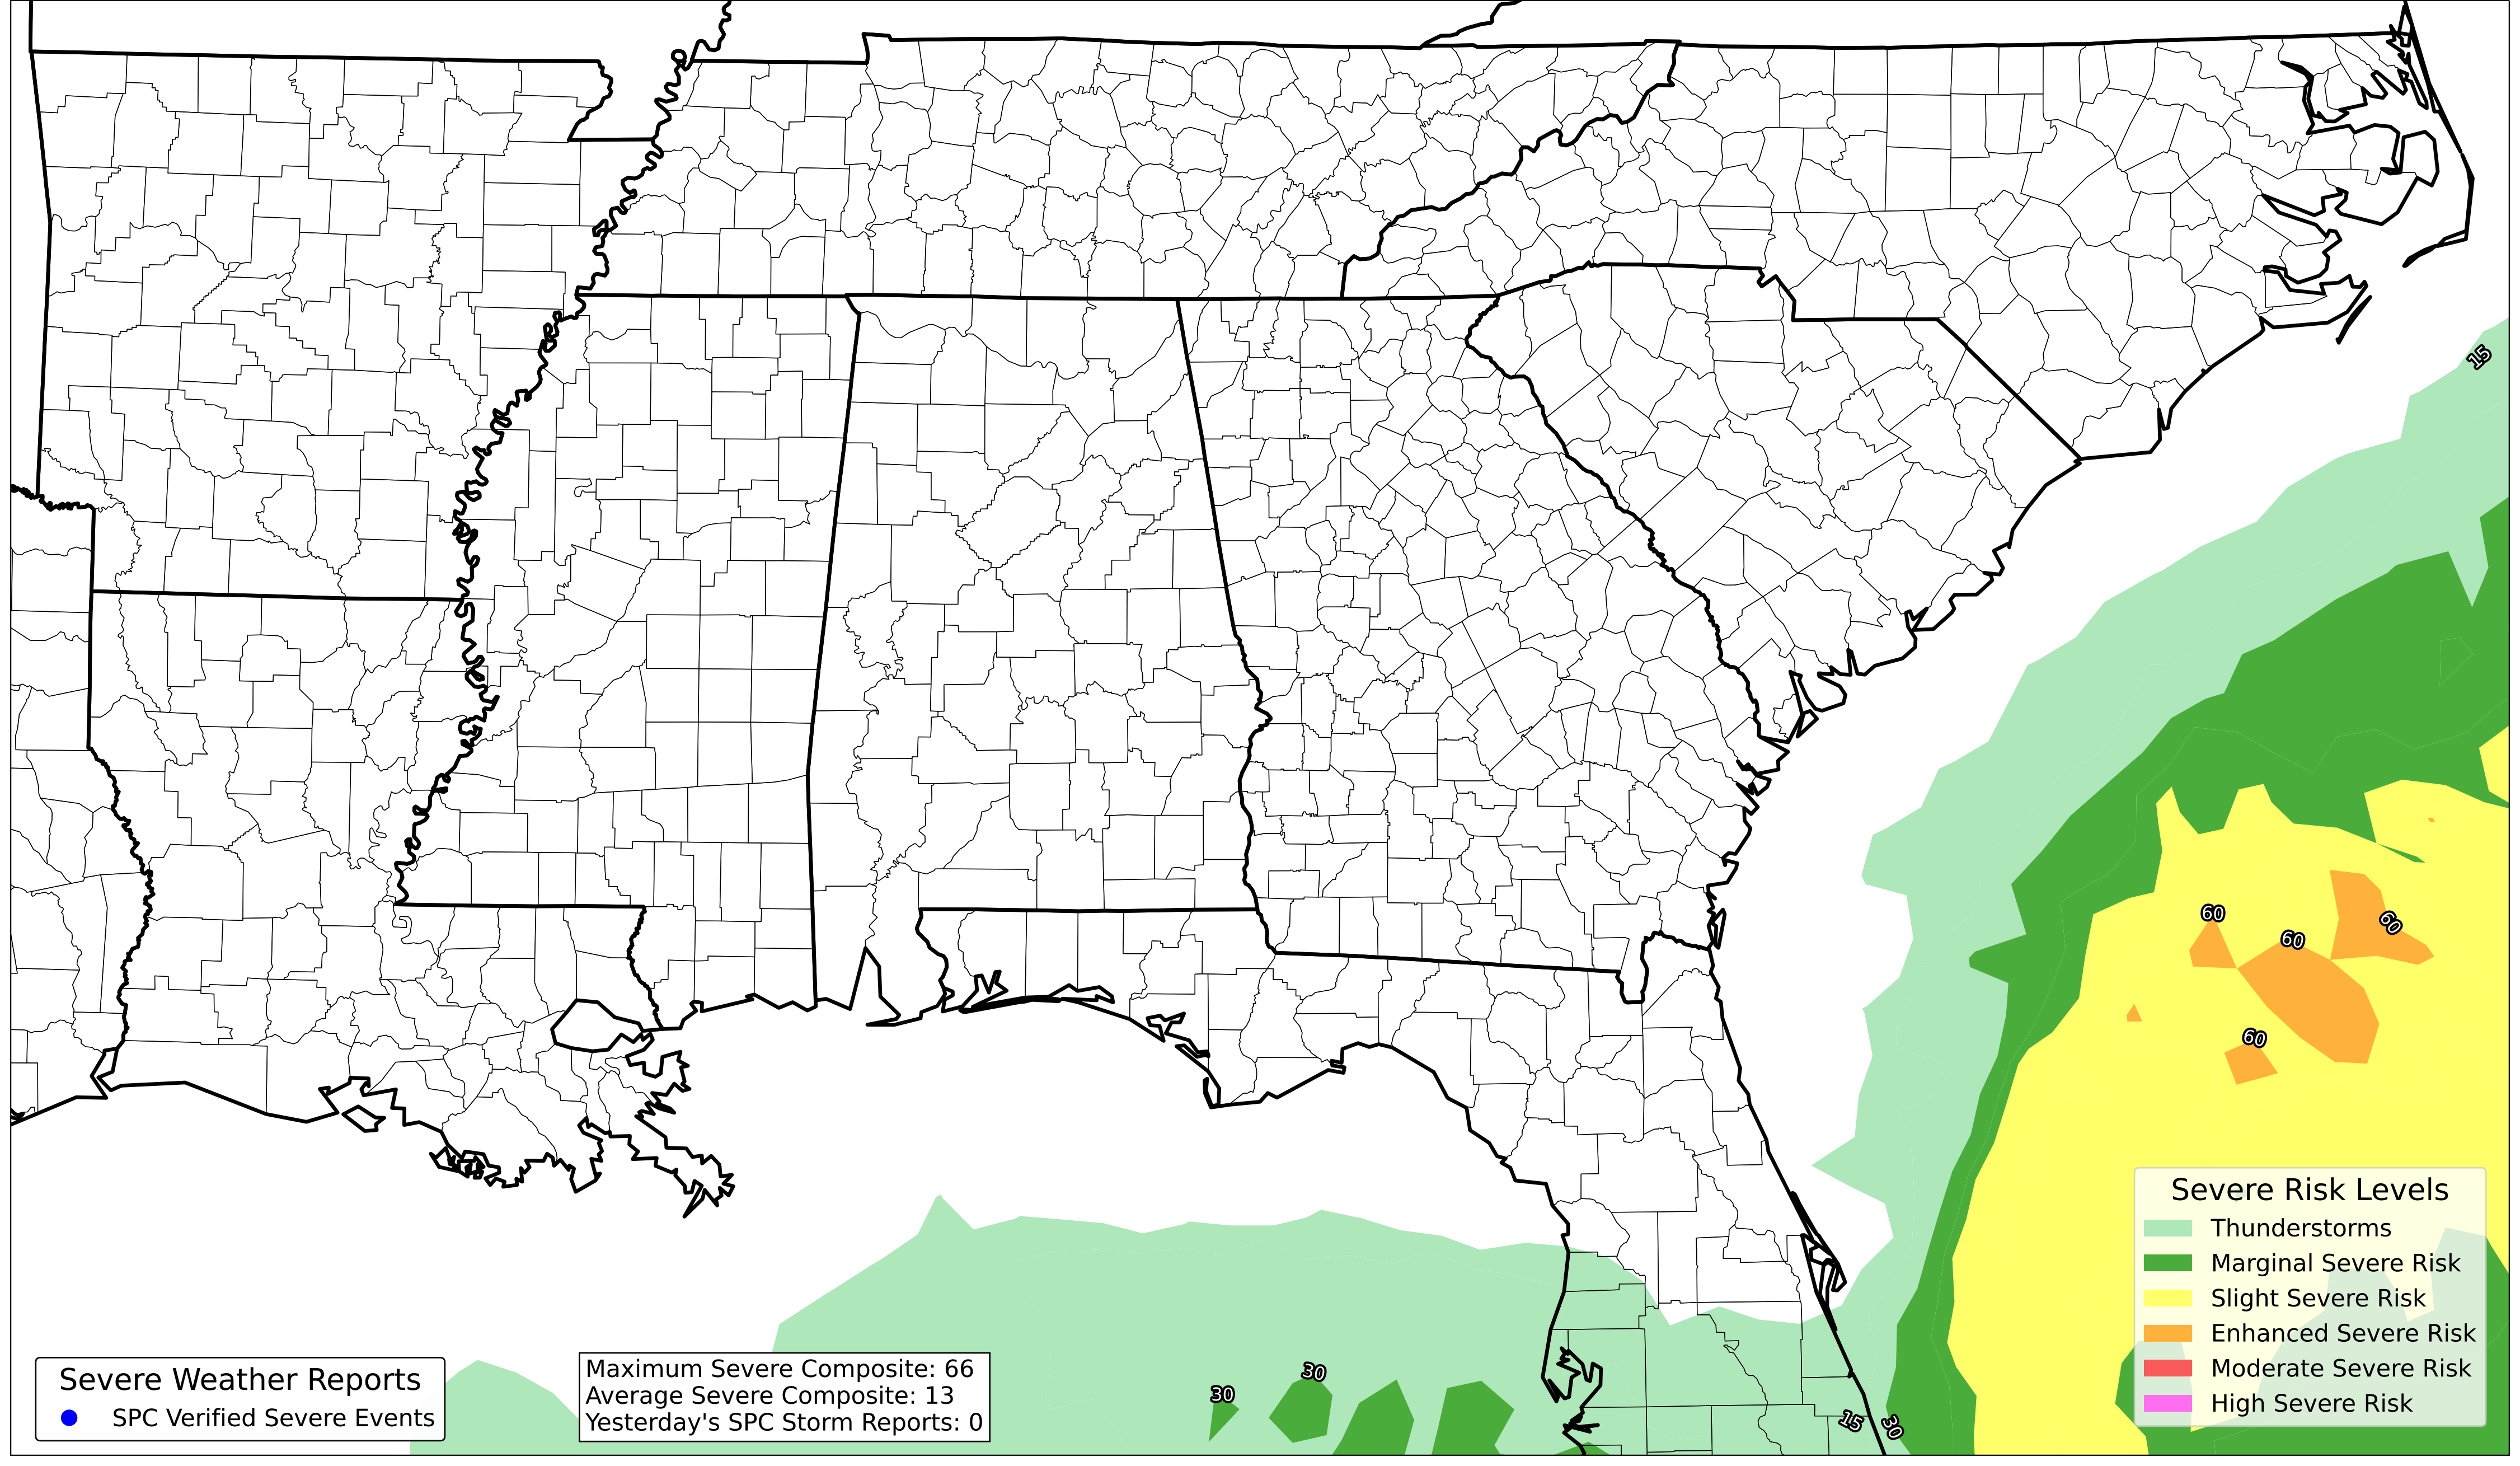 15
60
60
60
60
Severe Risk Levels
Thunderstorms
Marginal Severe Risk
Slight Severe Risk
Enhanced Severe Risk
Moderate Severe Risk
High Severe Risk
30
30
15
30
Severe Weather Reports
SPC Verified Severe Events
Maximum Severe Composite: 66
Average Severe Composite: 13
Yesterday's SPC Storm Reports: 0